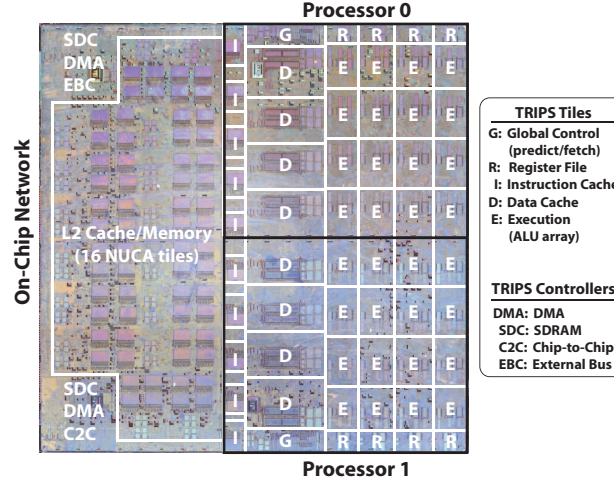 Processor 0
On-Chip Network
SDC
DMA
EBC
L2 Cache/Memory
(16 NUCA tiles)
SDC
DMA
C2C
I G R R R R
I D E E E E
I D E E E E
I D E E E E
I D E E E E
I D E E E E
I D E E E E
I D E E E E
I D E E E E
I G R R R R
Processor 1
TRIPS Tiles
G: Global Control
(predict/fetch)
R: Register File
I: Instruction Cache
D: Data Cache
E: Execution
(ALU array)
TRIPS Controllers
DMA: DMA
SDC: SDRAM
C2C: Chip-to-Chip
EBC: External Bus